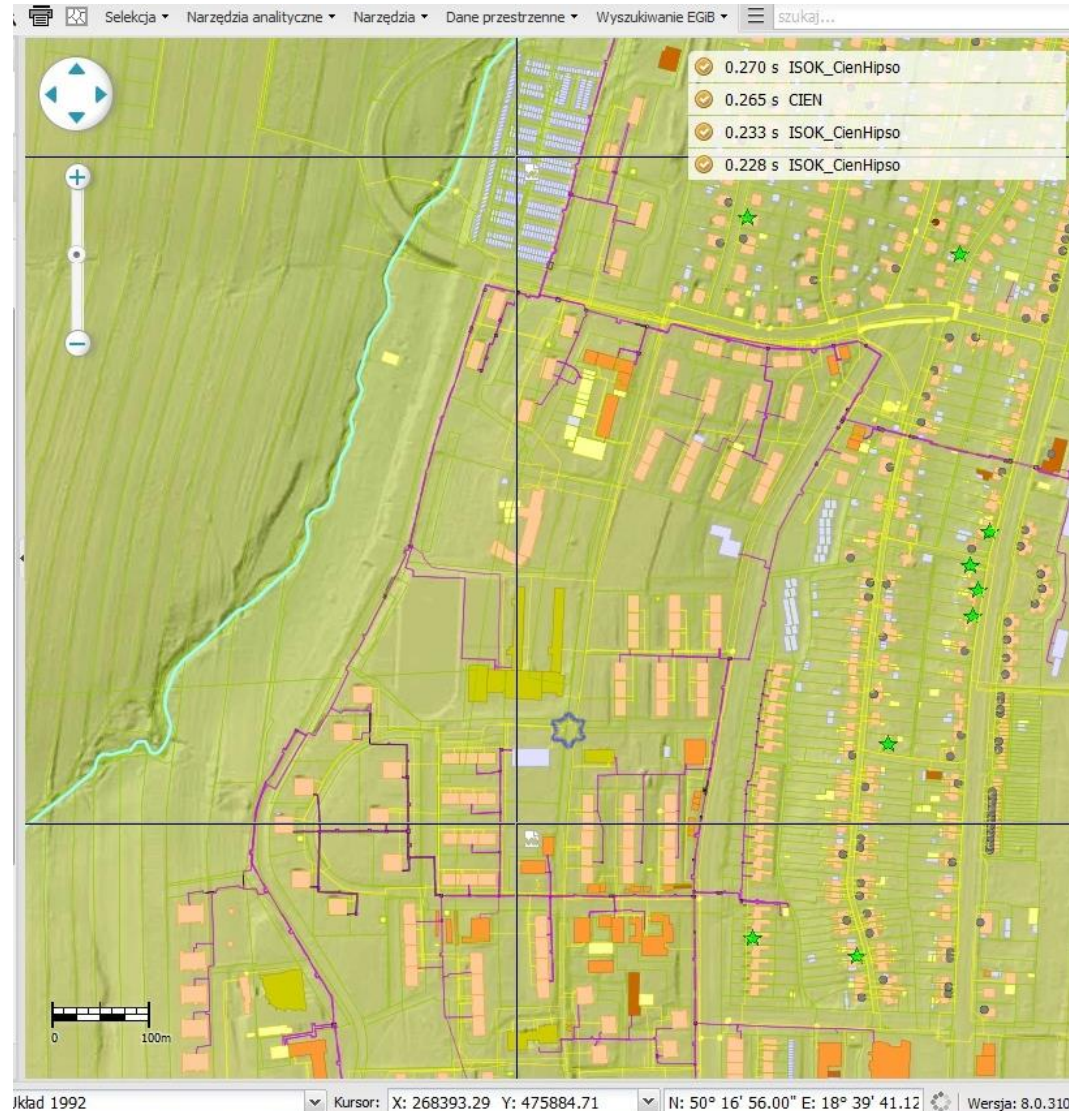 Selekcja Narzędzia analityczne Narzędzia Dane przestrzenne Wyszukiwanie EGiB szukaj...
0.270 s ISOK_CienHipso
0.265 s CIEN
0.233 s ISOK_CienHipso
0.228 s ISOK_CienHipso
0 100m
Układ 1992 Kursor: X: 268393.29 Y: 475884.71 N: 50° 16' 56.00" E: 18° 39' 41.12 Wersja: 8.0.310